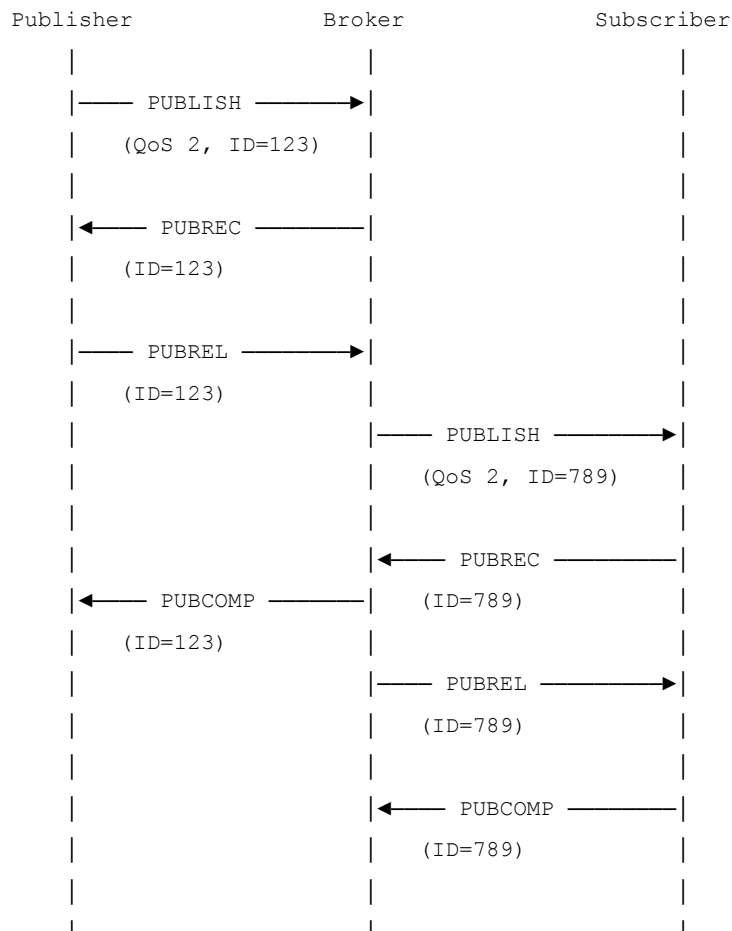 Publisher Broker Subscriber
PUBLISH
(QoS 2, ID=123)
PUBREC
(ID=123)
PUBREL
(ID=123)
PUBLISH
(QoS 2, ID=789)
PUBREC
PUBCOMP (ID=789)
(ID=123)
PUBREL
(ID=789)
PUBCOMP
(ID=789)